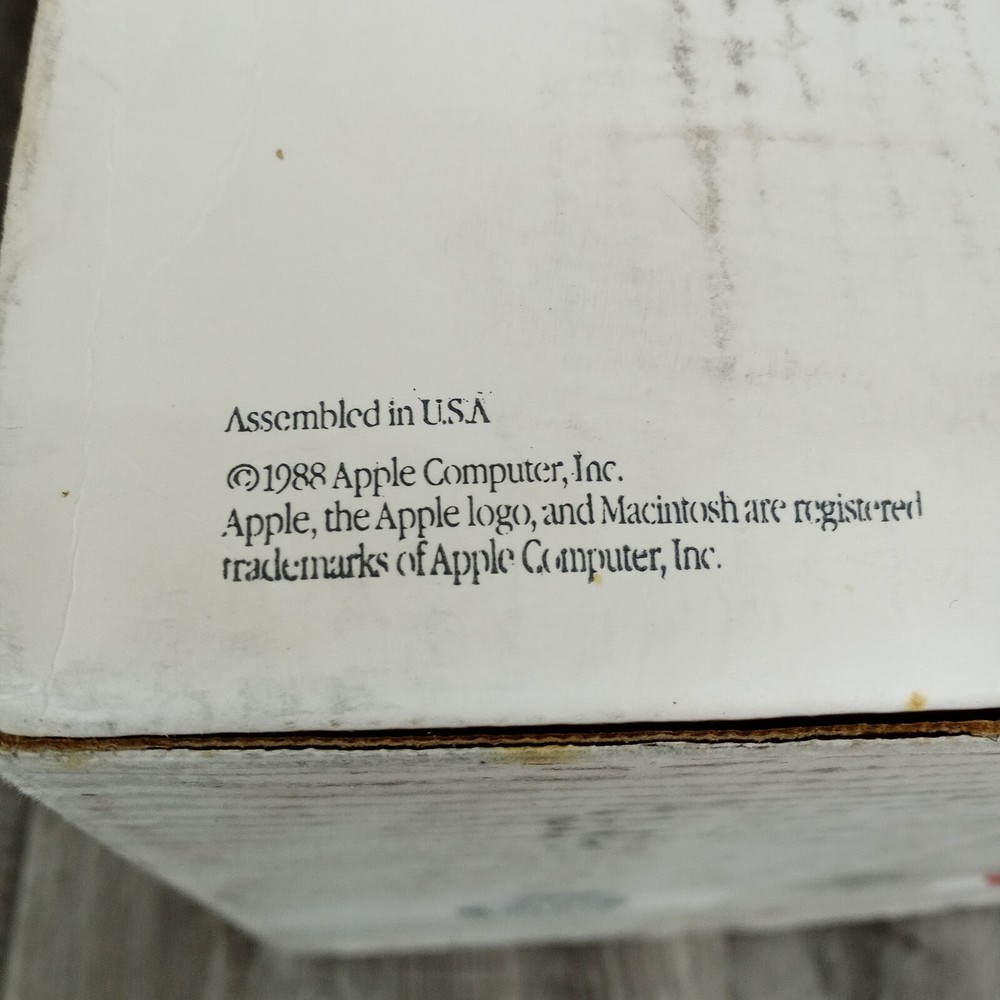 Assembled in U.S.A
©1988 Apple Computer, Inc.
Apple, the Apple logo, and Macintosh are registered
trademarks of Apple Computer, Inc.